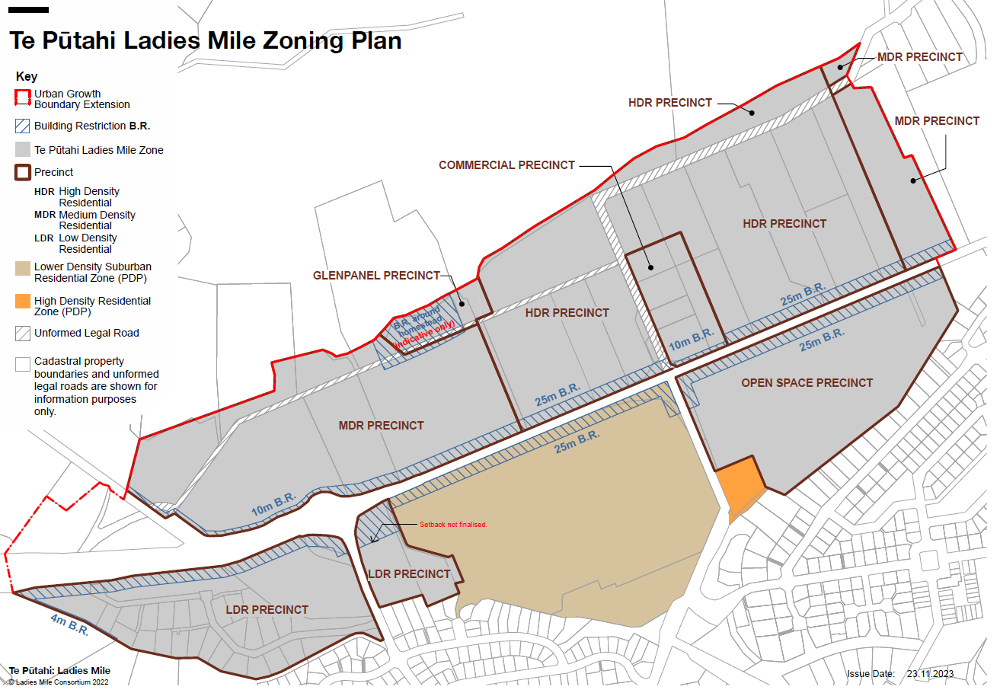 Te Pūtahi Ladies Mile Zoning Plan
Key
Urban Growth
Boundary Extension
Building Restriction B.R.
Te Pūtahi Ladies Mile Zone
Precinct
HDR High Density
Residential
MDR Medium Density
Residential
LDR Low Density
Residential
Lower Density Suburban
Residential Zone (PDP)
High Density Residential
Zone (PDP)
Unformed Legal Road
Cadastral property
boundaries and unformed
legal roads are shown for
information purposes
only.
MDR PRECINCT
HDR PRECINCT
MDR PRECINCT
COMMERCIAL PRECINCT
HDR PRECINCT
GLENPANEL PRECINCT
B.R. around
homestead
(indicative only)
HDR PRECINCT
25m B.R.
10m B.R.
25m B.R.
OPEN SPACE PRECINCT
25m B.R.
MDR PRECINCT
25m B.R.
10m B.R.
Setback not finalised.
LDR PRECINCT
LDR PRECINCT
4m B.R.
Te Pūtahi: Ladies Mile
© Ladies Mile Consortium 2022
Issue Date: 23.11.2023